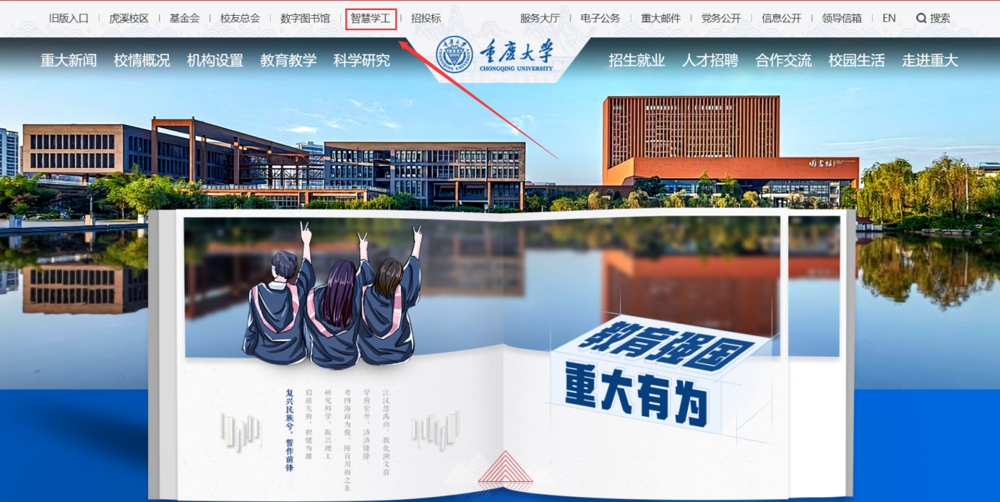 旧版入口 虎溪校区 基金会 校友总会 数字图书馆 智慧学工 招投标 服务大厅 电子公务 重大邮件 党务公开 信息公开 领导信箱 EN 搜索
重大新闻 校情概况 机构设置 教育教学 科学研究 重庆大学 招生就业 人才招聘 合作交流 校园生活 走进重大
CHONGQING UNIVERSITY
图书馆
教育强国
重大有为
江汉思禹功，教化溯文翁
学府宏开，济济隆隆
考四海而为俊，障百川而之东
研究科学，振兴理工
启兹天府，积健为雄
复兴民族兮，誓作前锋